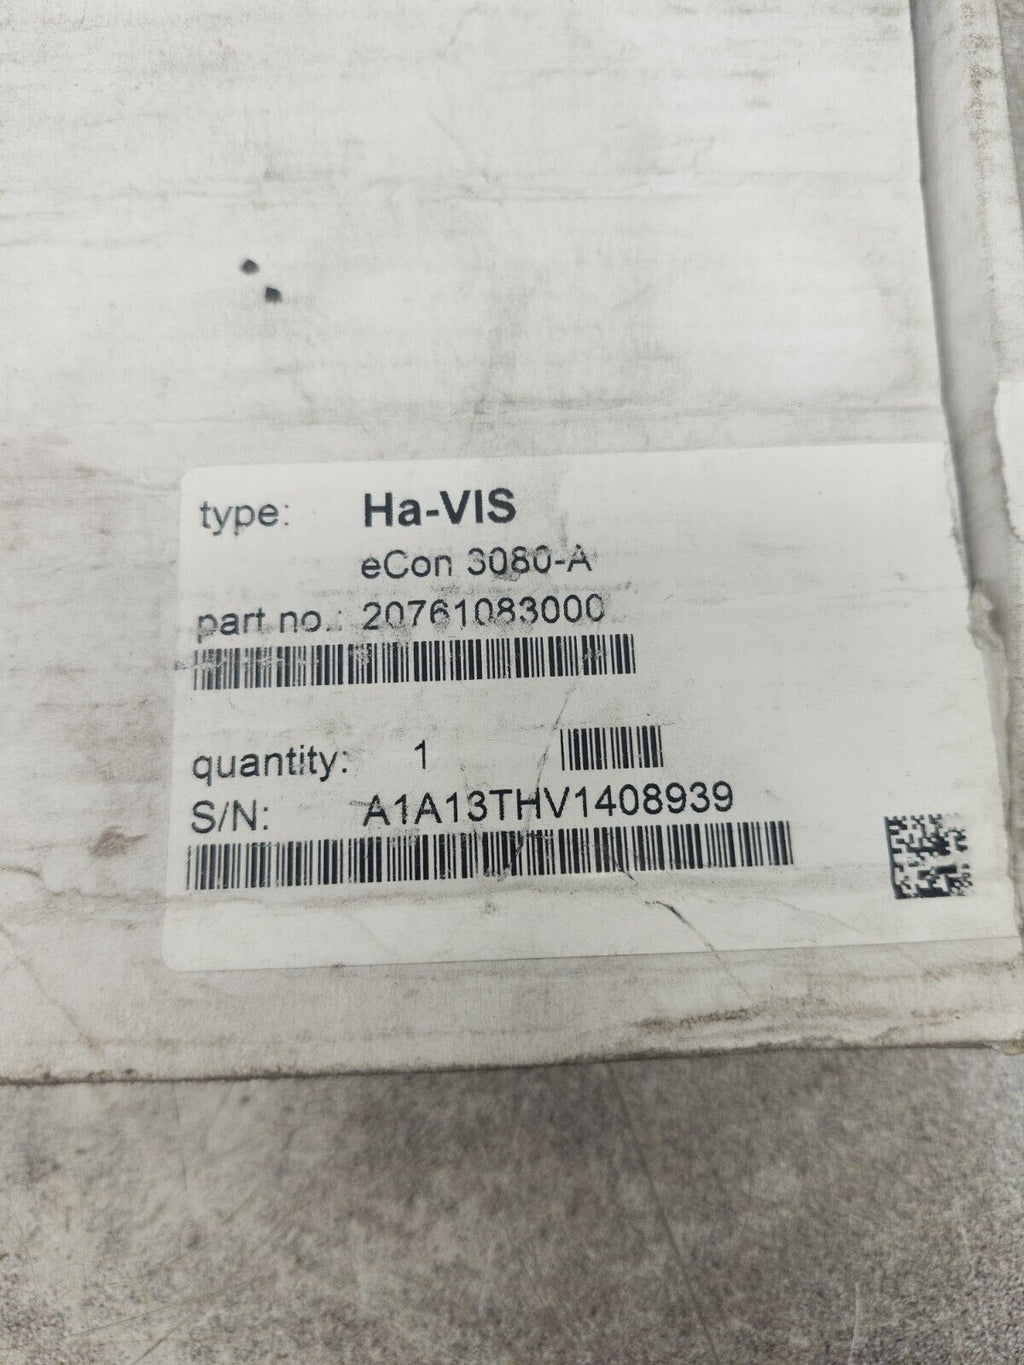 type: Ha-VIS
eCon 3080-A
part no.: 20761083000
quantity: 1
S/N: A1A13THV1408939